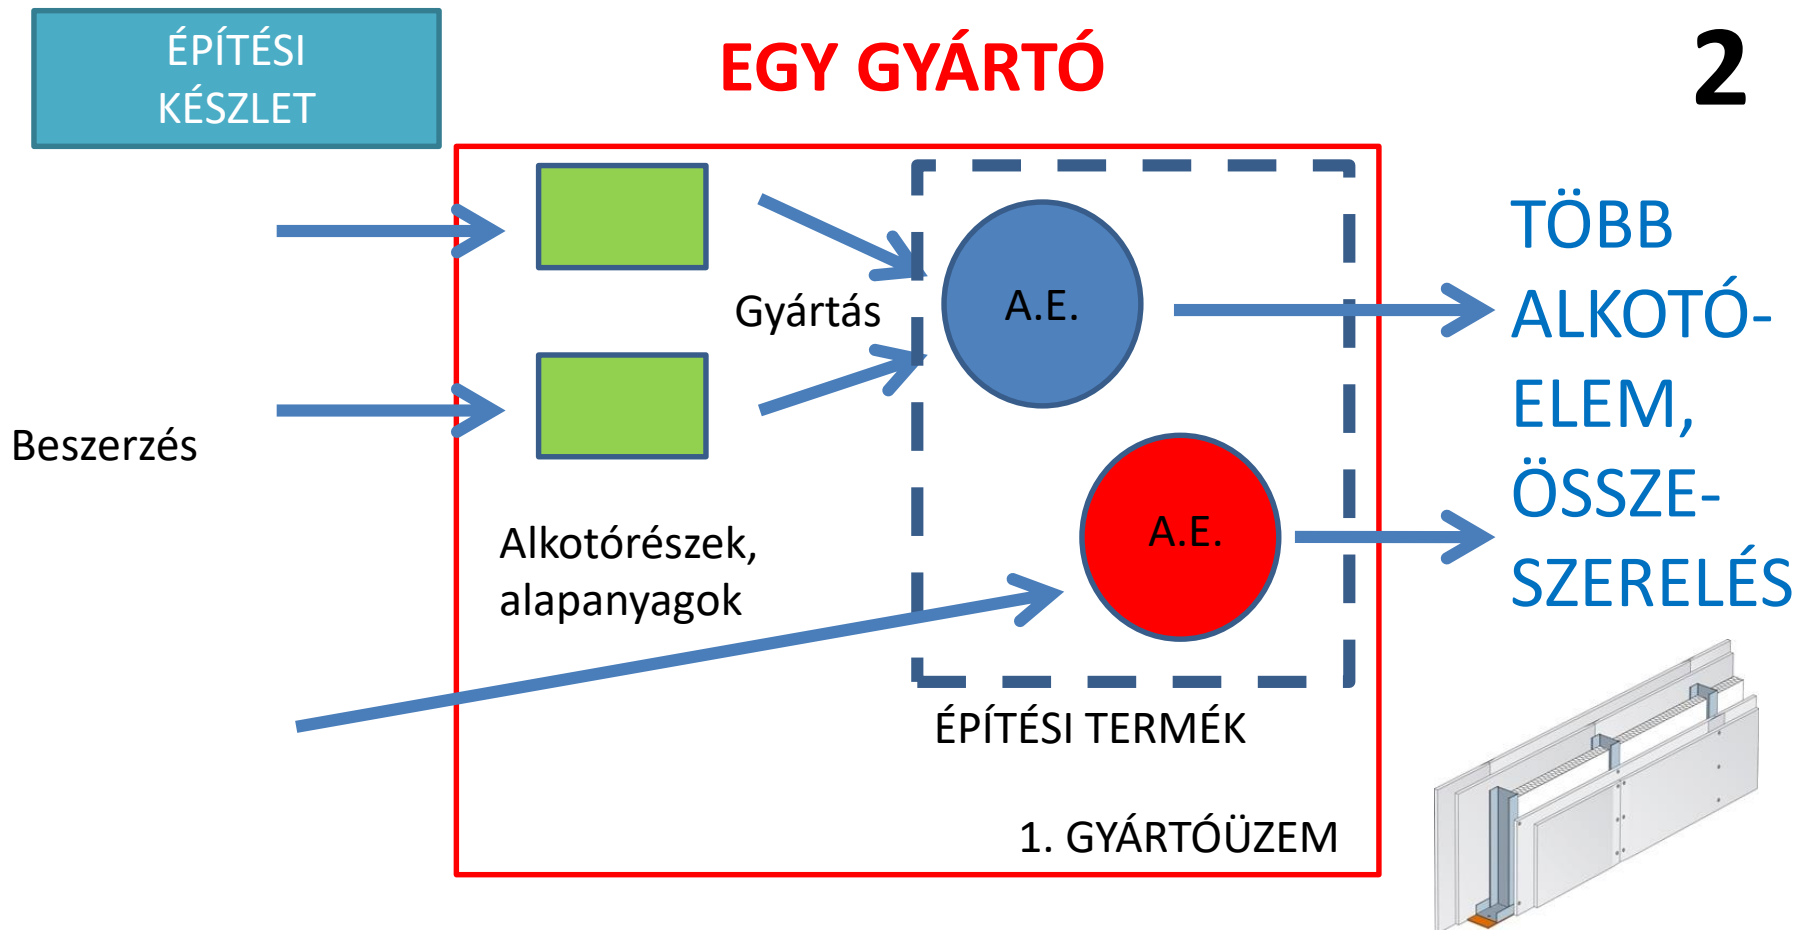 ÉPÍTÉSI
KÉSZLET
EGY GYÁRTÓ
2
TÖBB
ALKOTÓ-
ELEM,
ÖSSZE-
SZERELÉS
A.E.
Gyártás
Beszerzés
A.E.
Alkotórészek,
alapanyagok
ÉPÍTÉSI TERMÉK
1. GYÁRTÓÜZEM